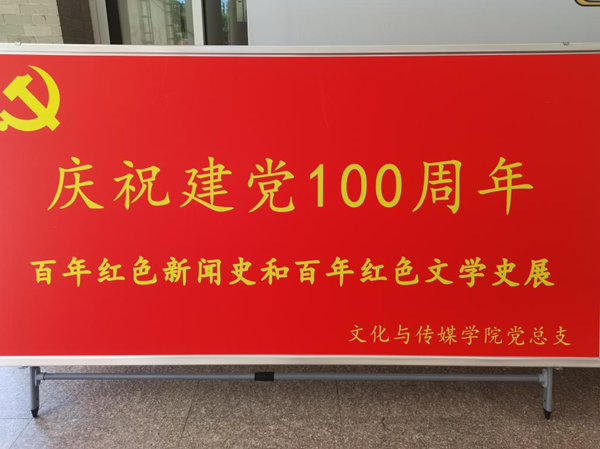 庆祝建党100周年
百年红色新闻史和百年红色文学史展
文化与传媒学院党总支